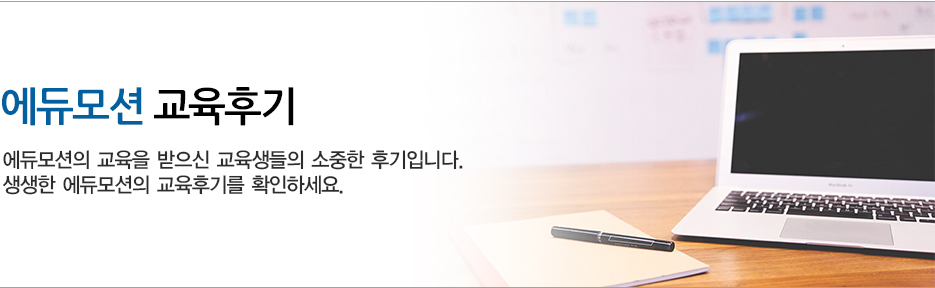 에듀모션 교육후기
에듀모션의 교육을 받으신 교육생들의 소중한 후기입니다.
생생한 에듀모션의 교육후기를 확인하세요.